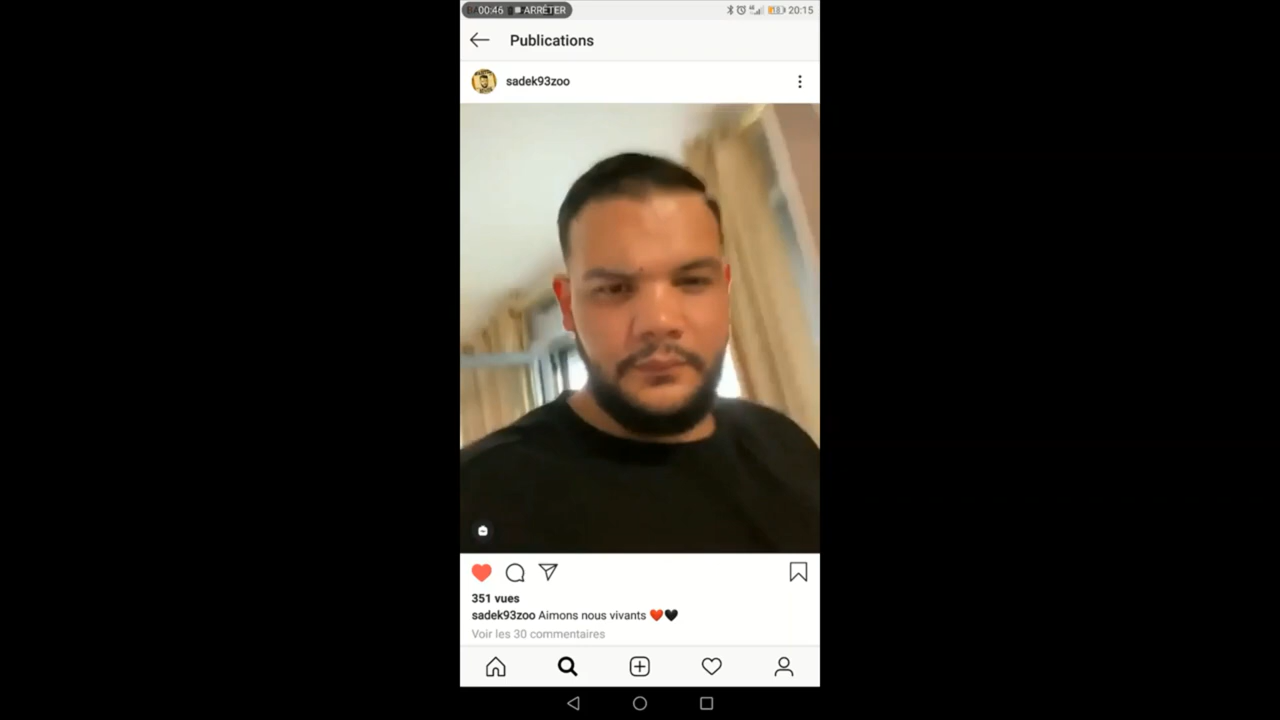 00:46 ARRÊTER 20:15
Publications
sadek93zoo
351 vues
sadek93zoo Aimons nous vivants ❤️🖤
Voir les 30 commentaires